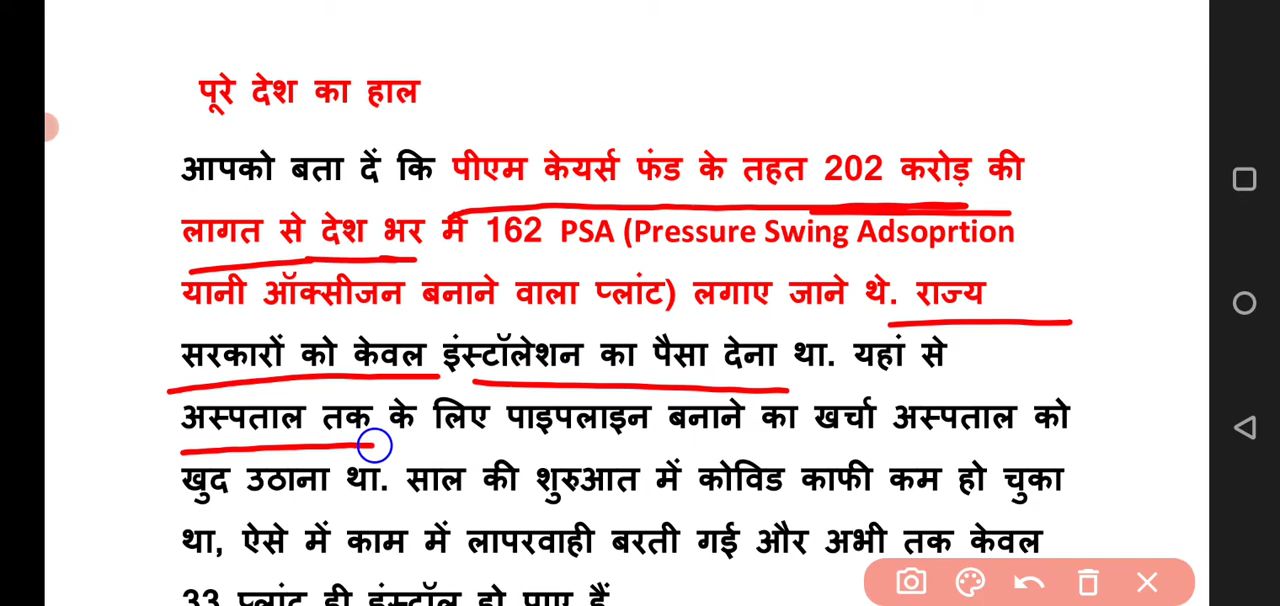 पूरे देश का हाल
आपको बता दें कि पीएम केयर्स फंड के तहत 202 करोड़ की
लागत से देश भर में 162 PSA (Pressure Swing Adsoprtion
यानी ऑक्सीजन बनाने वाला प्लांट) लगाए जाने थे. राज्य
सरकारों को केवल इंस्टॉलेशन का पैसा देना था. यहां से
अस्पताल तक के लिए पाइपलाइन बनाने का खर्चा अस्पताल को
खुद उठाना था. साल की शुरुआत में कोविड काफी कम हो चुका
था, ऐसे में काम में लापरवाही बरती गई और अभी तक केवल
33 प्लांट ही इंस्टॉल हो पाए हैं